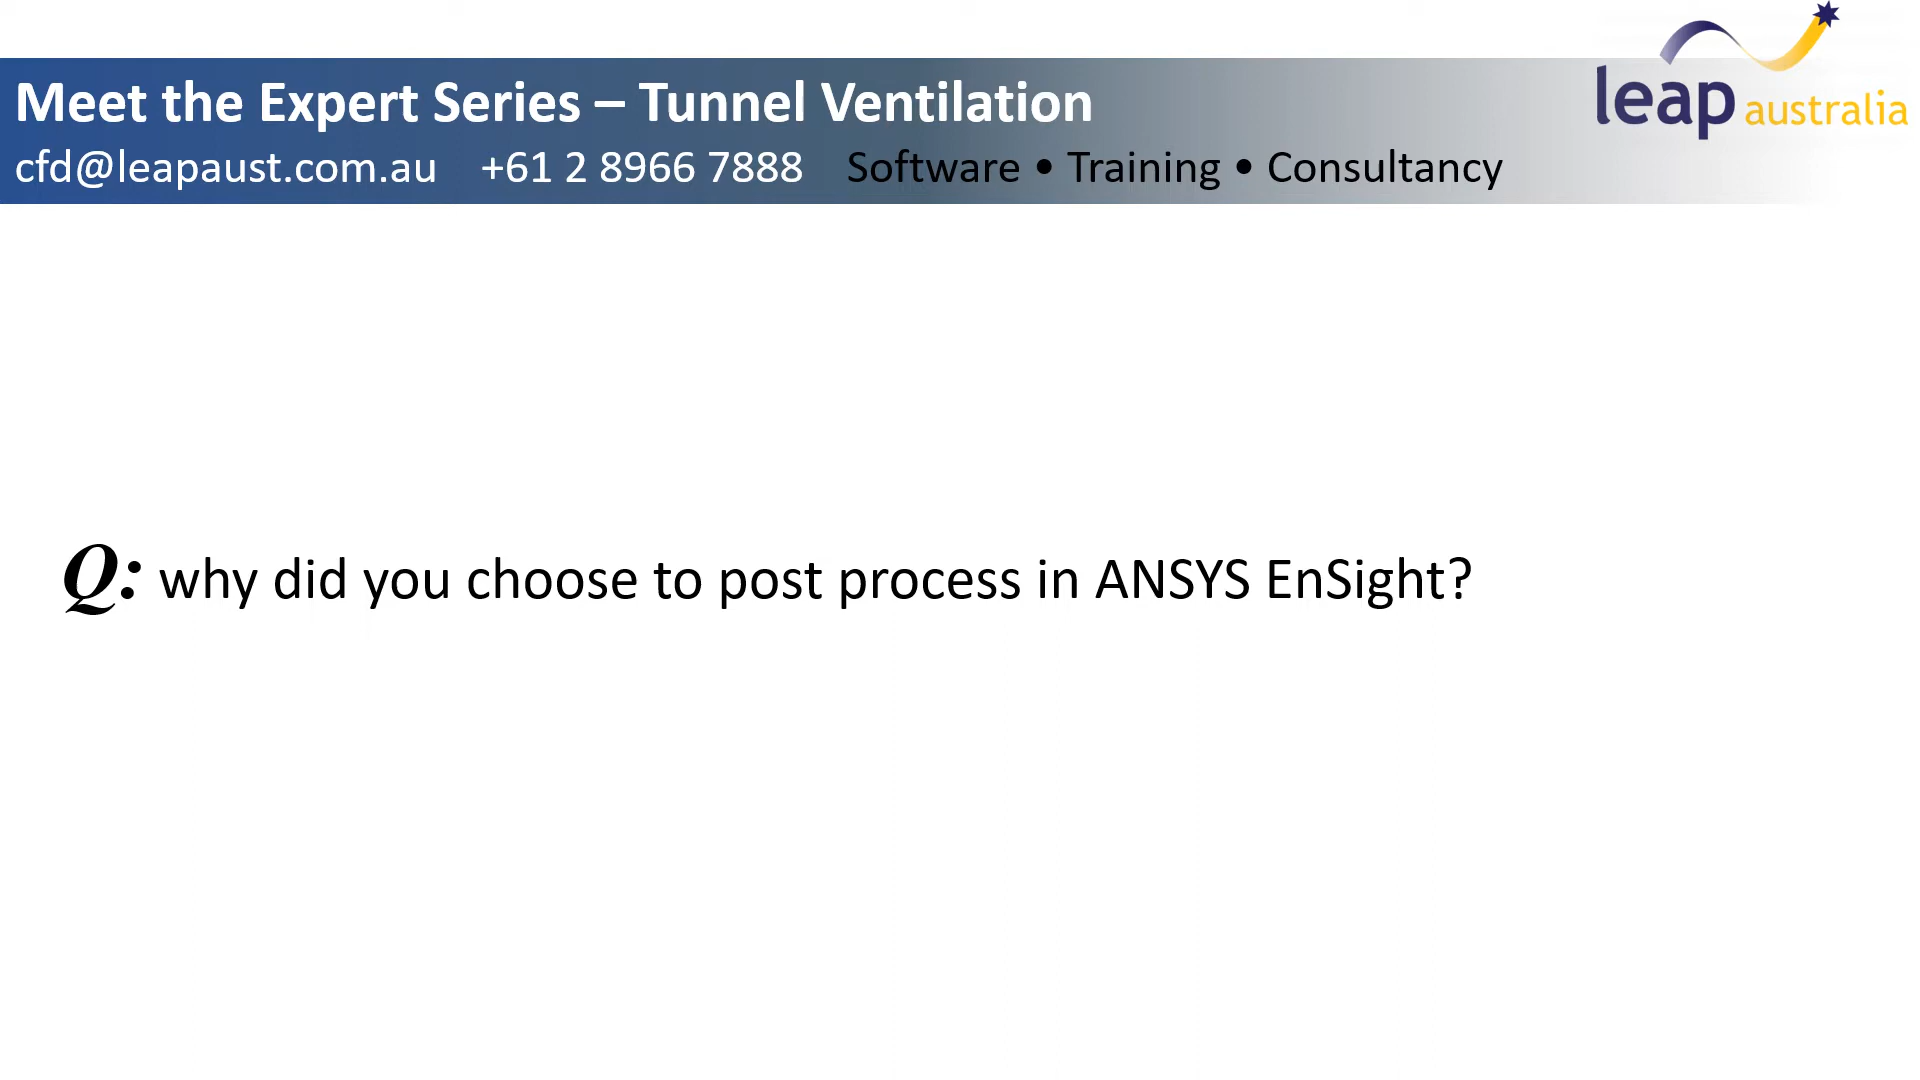 leap australia
Meet the Expert Series – Tunnel Ventilation
cfd@leapaust.com.au +61 2 8966 7888 Software • Training • Consultancy
Q: why did you choose to post process in ANSYS EnSight?